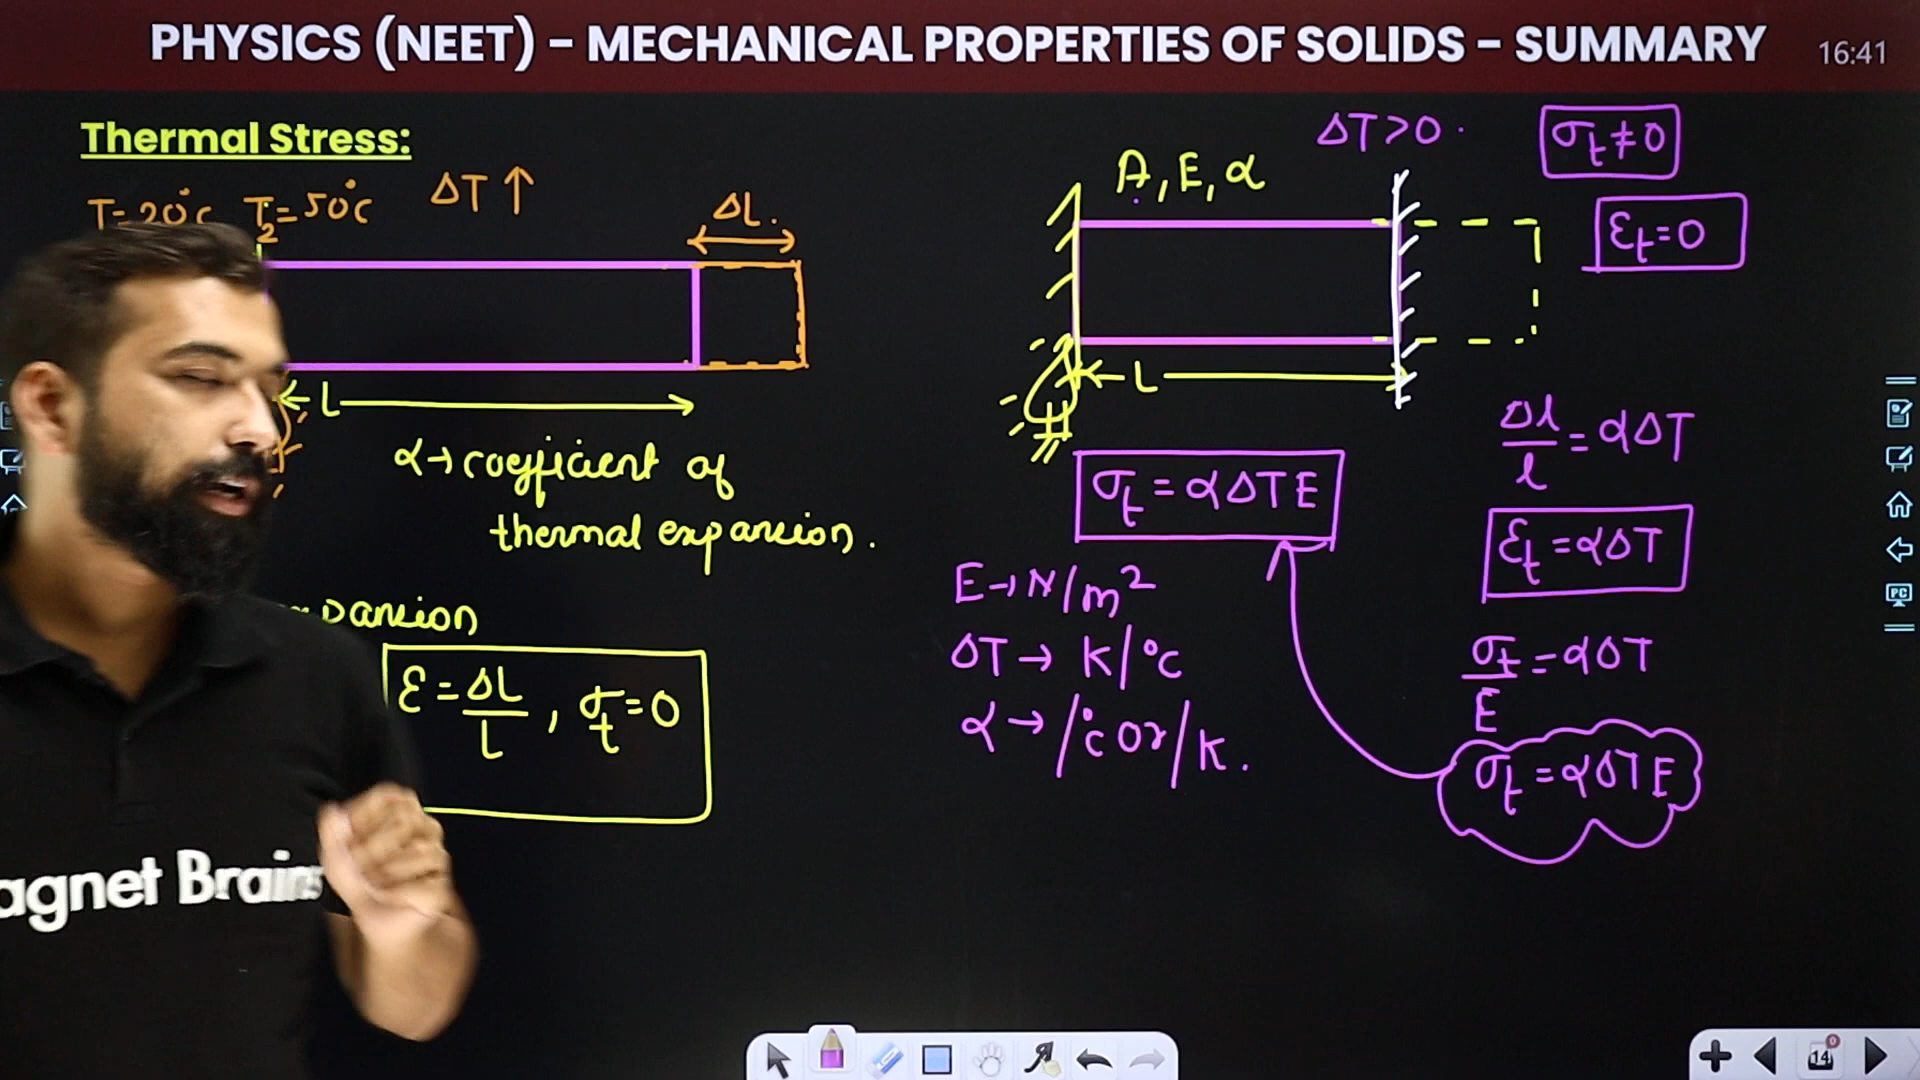 PHYSICS (NEET) – MECHANICAL PROPERTIES OF SOLIDS – SUMMARY
16:41
Thermal Stress:
T=20°C T₂=50°C ΔT↑
ΔL.
←L→
α→coefficient of
thermal expansion.
pansion
ε=ΔL/L, σt=0
agnet Brains
A, E, α
ΔT>0.
σt≠0
εt=0
←L→
σt=αΔTE
E→N/m²
ΔT→ K/°C
α→ /°C or /K.
Δl/l=αΔT
εt=αΔT
σt/E=αΔT
σt=αΔTE
PC
14